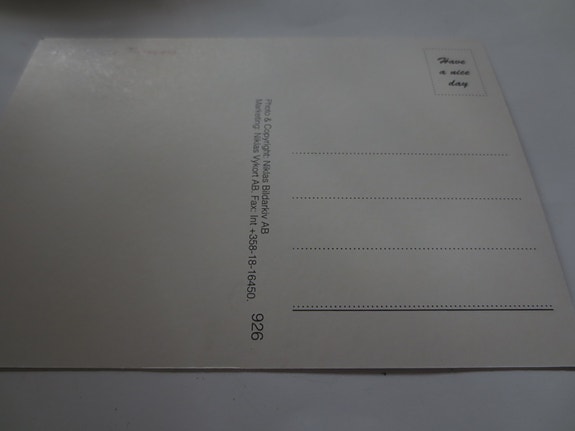 Have
a nice
day
Photo & Copyright: Niklas Bildarkiv AB
Marketing: Niklas Vykort AB. Fax: Int +358-18-16450.
926